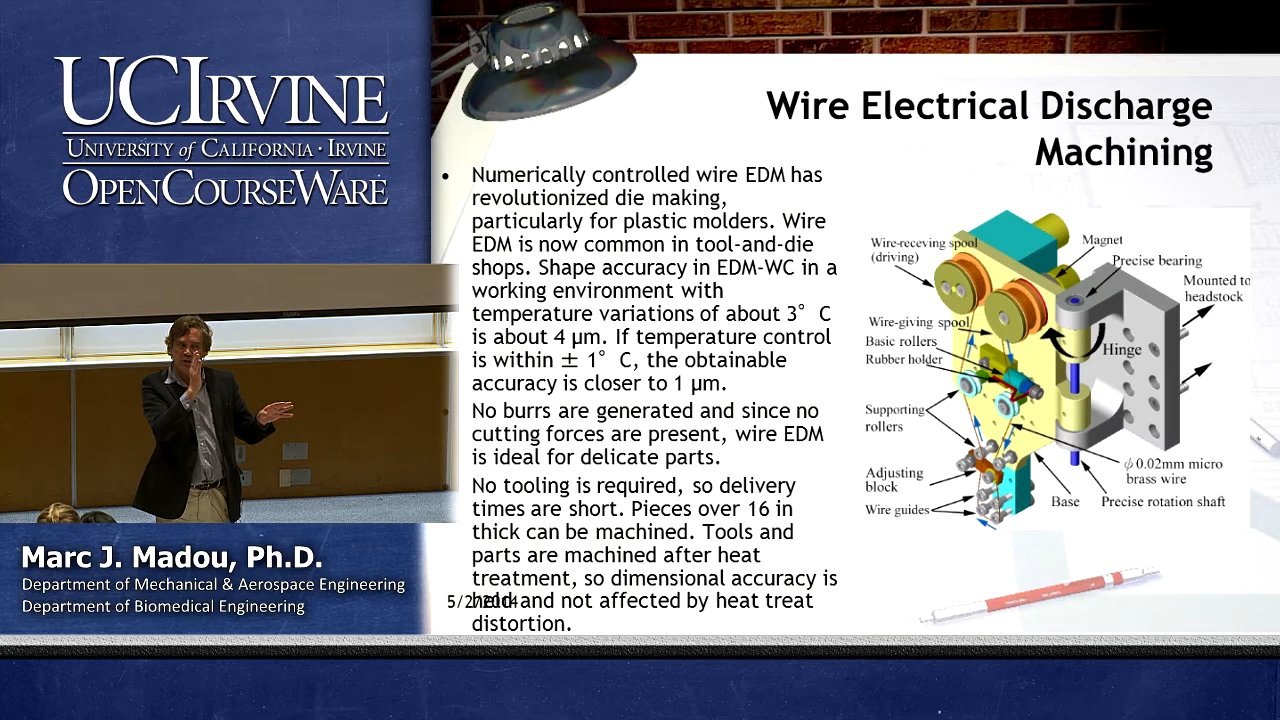 UCIRVINE
UNIVERSITY of CALIFORNIA · IRVINE
OPENCOURSEWARE
Wire Electrical Discharge
Machining
• Numerically controlled wire EDM has
revolutionized die making,
particularly for plastic molders. Wire
EDM is now common in tool-and-die
shops. Shape accuracy in EDM-WC in a
working environment with
temperature variations of about 3° C
is about 4 μm. If temperature control
is within ± 1° C, the obtainable
accuracy is closer to 1 μm.
No burrs are generated and since no
cutting forces are present, wire EDM
is ideal for delicate parts.
No tooling is required, so delivery
times are short. Pieces over 16 in
thick can be machined. Tools and
parts are machined after heat
treatment, so dimensional accuracy is
held and not affected by heat treat
distortion.
5/2/2014
Wire-receving spool
(driving)
Magnet
Precise bearing
Mounted to
headstock
Wire-giving spool
Basic rollers
Rubber holder
Hinge
Supporting
rollers
ϕ 0.02mm micro
brass wire
Adjusting
block
Wire guides
Base
Precise rotation shaft
Marc J. Madou, Ph.D.
Department of Mechanical & Aerospace Engineering
Department of Biomedical Engineering